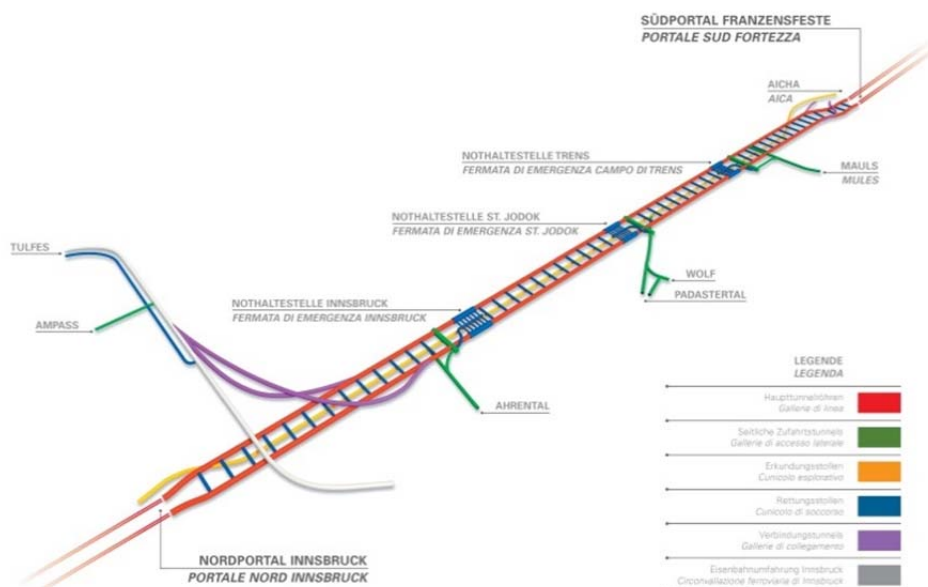 SÜDPORTAL FRANZENSFESTE
PORTALE SUD FORTEZZA
AICHA
AICA
NOTHALTESTELLE TRENS
FERMATA DI EMERGENZA CAMPO DI TRENS
MAULS
MULES
NOTHALTESTELLE ST. JODOK
FERMATA DI EMERGENZA ST. JODOK
TULFES
WOLF
PADASTERTAL
NOTHALTESTELLE INNSBRUCK
FERMATA DI EMERGENZA INNSBRUCK
AMPASS
AHRENTAL
LEGENDE
LEGENDA
Haupttunnelröhren
Gallerie di linea
Seitliche Zufahrtstunnels
Gallerie di accesso laterale
Erkundungsstollen
Cunicolo esplorativo
Rettungsstollen
Cunicolo di soccorso
Verbindungstunnels
Gallerie di collegamento
Eisenbahnumfahrung Innsbruck
Circonvallazione ferroviaria di Innsbruck
NORDPORTAL INNSBRUCK
PORTALE NORD INNSBRUCK